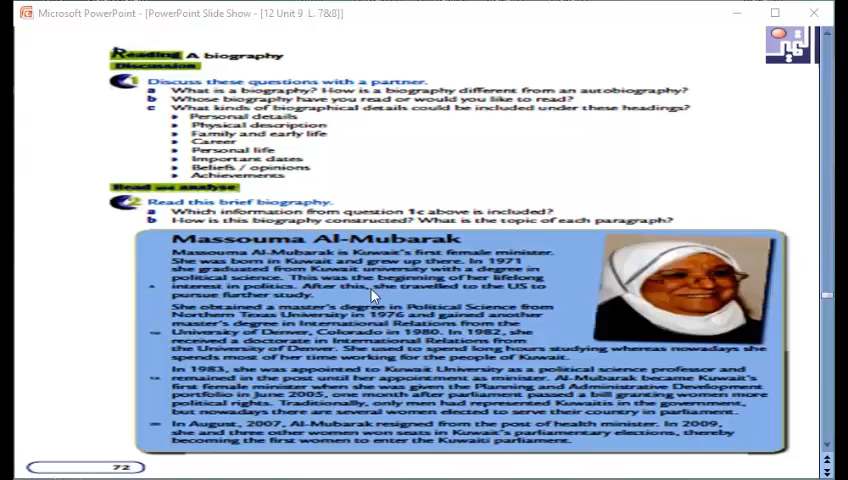 Microsoft PowerPoint - [PowerPoint Slide Show - [12 Unit 9 L. 7&8]]
Reading A biography
Discussion
1 Discuss these questions with a partner.
a What is a biography? How is a biography different from an autobiography?
b Whose biography have you read or would you like to read?
c What kinds of biographical details could be included under these headings?
Personal details
Physical description
Family and early life
Career
Personal life
Important dates
Beliefs / opinions
Achievements
Read and analyse
2 Read this brief biography.
a Which information from question 1c above is included?
b How is this biography constructed? What is the topic of each paragraph?
Massouma Al-Mubarak
Massouma Al-Mubarak is Kuwait's first female minister.
She was born in Kuwait and grew up there. In 1971
she graduated from Kuwait university with a degree in
political science. This was the beginning of her lifelong
interest in politics. After this, she travelled to the US to
pursue further study.
She obtained a master's degree in Political Science from
Northern Texas University in 1976 and gained another
master's degree in International Relations from the
University of Denver, Colorado in 1980. In 1982, she
received a doctorate in International Relations from
the University of Denver. She used to spend long hours studying whereas nowadays she
spends most of her time working for the people of Kuwait.
In 1983, she was appointed to Kuwait University as a political science professor and
remained in the post until her appointment as minister. Al-Mubarak became Kuwait's
first female minister when she was given the Planning and Administrative Development
portfolio in June 2005, one month after parliament passed a bill granting women more
political rights. Traditionally, only men had represented Kuwaitis in the government,
but nowadays there are several women elected to serve their country in parliament.
In August, 2007, Al-Mubarak resigned from the post of health minister. In 2009,
she and three other women won seats in Kuwait's parliamentary elections, thereby
becoming the first women to enter the Kuwaiti parliament.
72